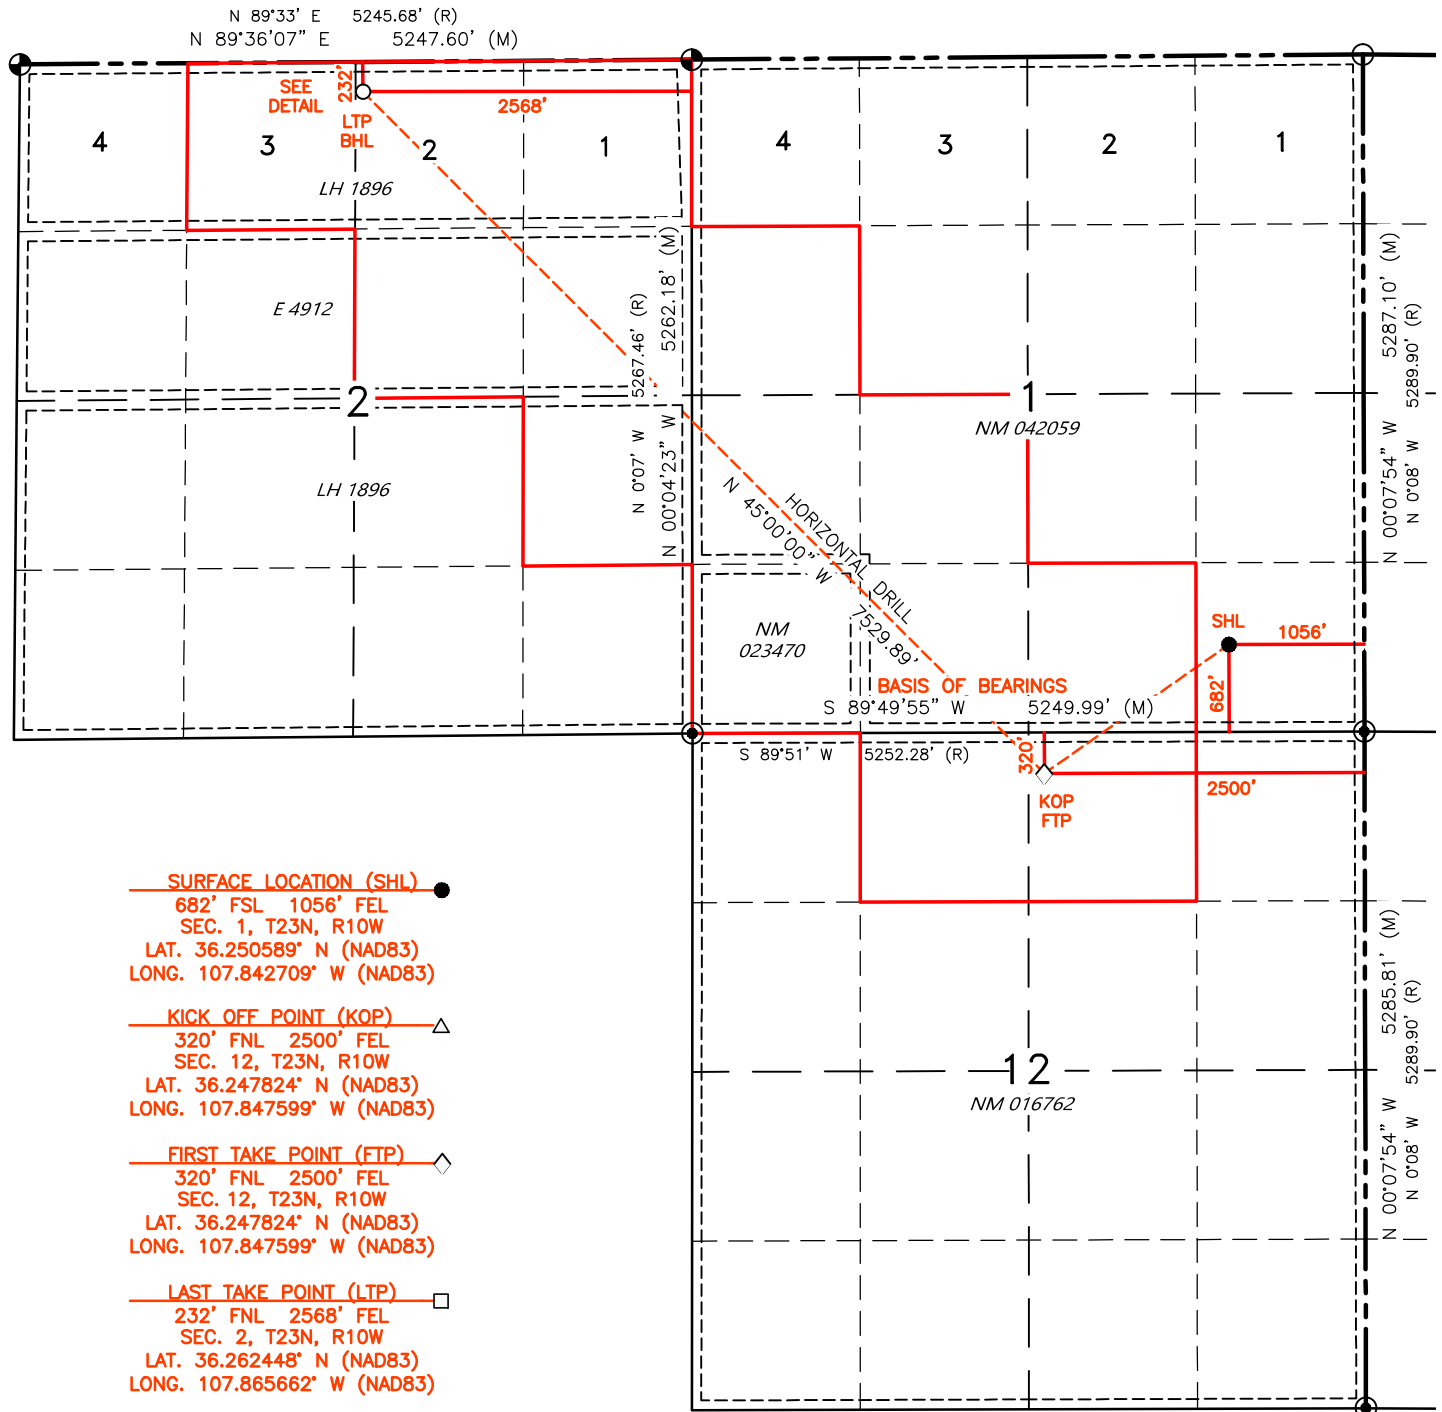 N 89°33' E 5245.68' (R)
N 89°36'07" E 5247.60' (M)
SEE
DETAIL
232'
LTP
BHL
2568'
4
3
2
1
4
3
2
1
LH 1896
E 4912
2
LH 1896
N 0°07' W 5267.46' (R)
N 00°04'23" W 5262.18' (M)
1
NM 042059
N 00°07'54" W 5287.10' (M)
N 0°08' W 5289.90' (R)
HORIZONTAL DRILL
N 45°00'00" W 7529.89'
NM
023470
SHL
1056'
682'
BASIS OF BEARINGS
S 89°49'55" W 5249.99' (M)
S 89°51' W 5252.28' (R)
320'
KOP
FTP
2500'
12
NM 016762
N 00°07'54" W 5285.81' (M)
N 0°08' W 5289.90' (R)
SURFACE LOCATION (SHL)
682' FSL 1056' FEL
SEC. 1, T23N, R10W
LAT. 36.250589° N (NAD83)
LONG. 107.842709° W (NAD83)
KICK OFF POINT (KOP)
320' FNL 2500' FEL
SEC. 12, T23N, R10W
LAT. 36.247824° N (NAD83)
LONG. 107.847599° W (NAD83)
FIRST TAKE POINT (FTP)
320' FNL 2500' FEL
SEC. 12, T23N, R10W
LAT. 36.247824° N (NAD83)
LONG. 107.847599° W (NAD83)
LAST TAKE POINT (LTP)
232' FNL 2568' FEL
SEC. 2, T23N, R10W
LAT. 36.262448° N (NAD83)
LONG. 107.865662° W (NAD83)